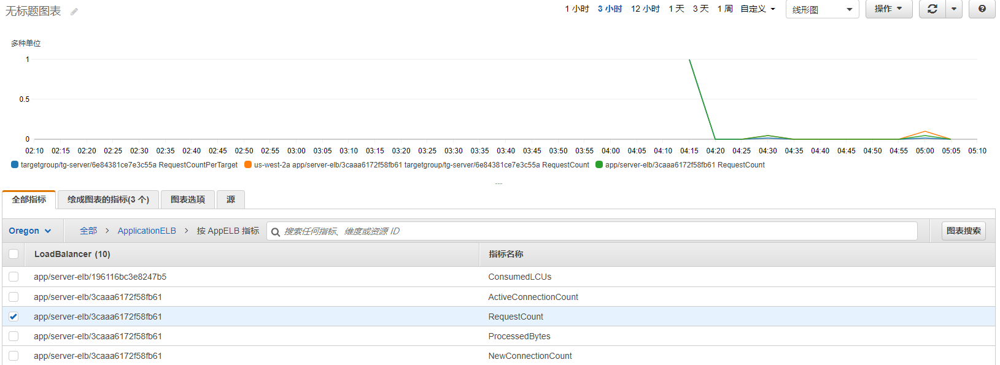 无标题图表
1 小时 3 小时 12 小时 1 天 3 天 1 周 自定义 线形图 操作
多种单位
1
0.5
0
02:10 02:15 02:20 02:25 02:30 02:35 02:40 02:45 02:50 02:55 03:00 03:05 03:10 03:15 03:20 03:25 03:30 03:35 03:40 03:45 03:50 03:55 04:00 04:05 04:10 04:15 04:20 04:25 04:30 04:35 04:40 04:45 04:50 04:55 05:00 05:05 05:10
targetgroup/tg-server/6e84381ce7e3c55a RequestCountPerTarget us-west-2a app/server-elb/3caaa6172f58fb61 targetgroup/tg-server/6e84381ce7e3c55a RequestCount app/server-elb/3caaa6172f58fb61 RequestCount
全部指标 绘成图表的指标(3 个) 图表选项 源
Oregon 全部 > ApplicationELB > 按 AppELB 指标 搜索任何指标、维度或资源 ID 图表搜索
LoadBalancer (10) 指标名称
app/server-elb/196116bc3e8247b5 ConsumedLCUs
app/server-elb/3caaa6172f58fb61 ActiveConnectionCount
app/server-elb/3caaa6172f58fb61 RequestCount
app/server-elb/3caaa6172f58fb61 ProcessedBytes
app/server-elb/3caaa6172f58fb61 NewConnectionCount